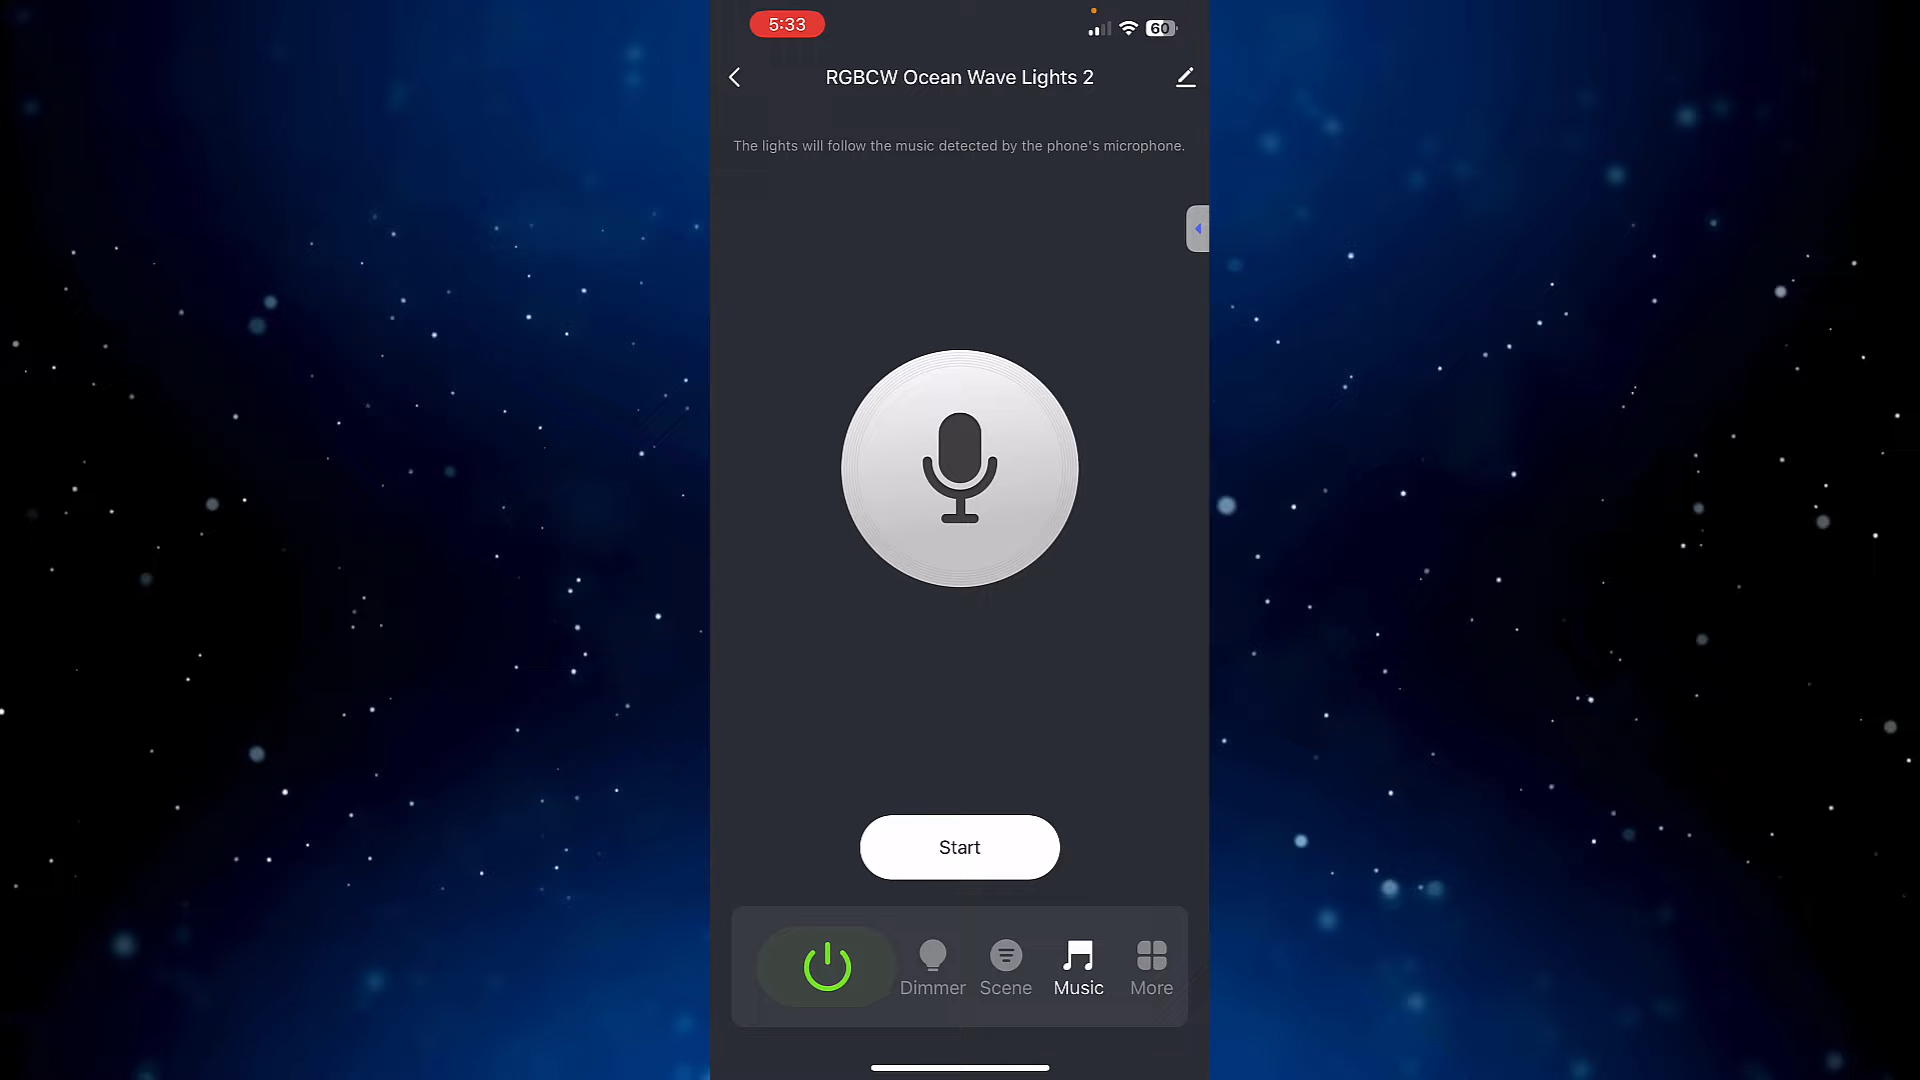 5:33
60
RGBCW Ocean Wave Lights 2
The lights will follow the music detected by the phone's microphone.
Start
Dimmer Scene Music More